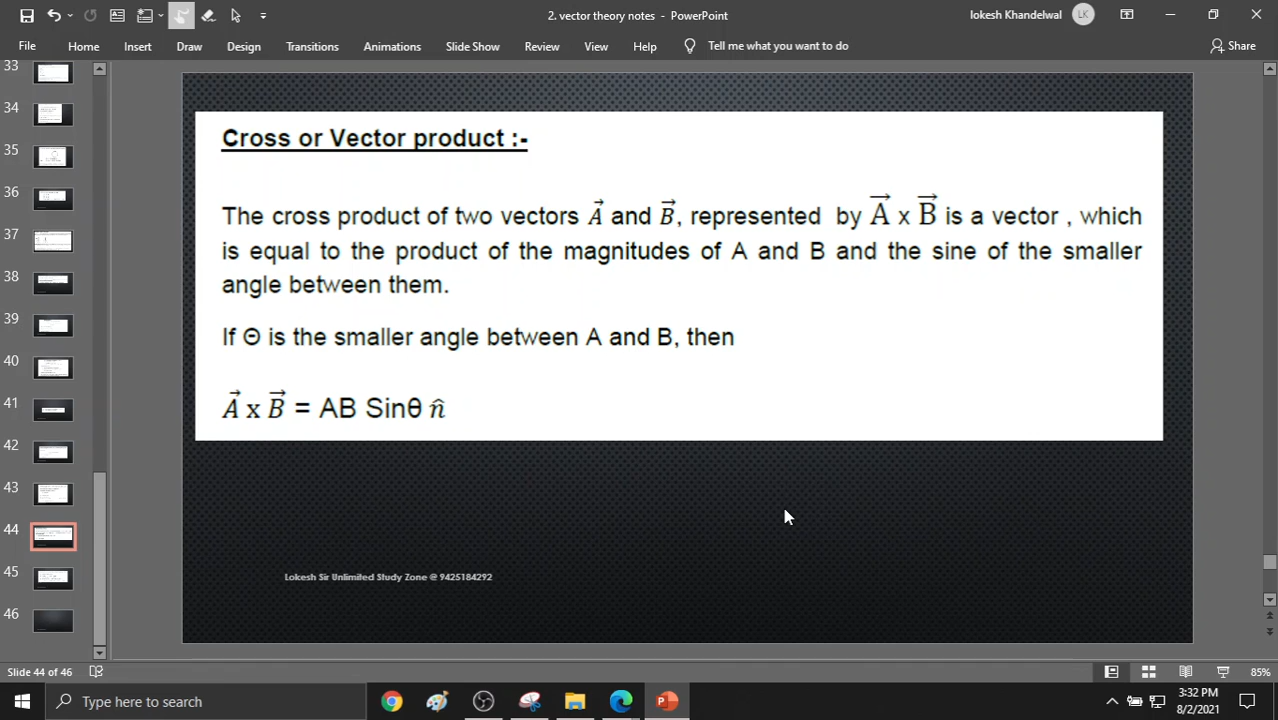 2. vector theory notes - PowerPoint
lokesh Khandelwal
LK
File Home Insert Draw Design Transitions Animations Slide Show Review View Help Tell me what you want to do
Share
33
34
35
36
37
38
39
40
41
42
43
44
45
46
Cross or Vector product :-
The cross product of two vectors A⃗ and B⃗, represented by A⃗ x B⃗ is a vector , which
is equal to the product of the magnitudes of A and B and the sine of the smaller
angle between them.
If Θ is the smaller angle between A and B, then
A⃗ x B⃗ = AB Sinθ n̂
Lokesh Sir Unlimited Study Zone @ 9425184292
Slide 44 of 46
85%
Type here to search
3:32 PM
8/2/2021